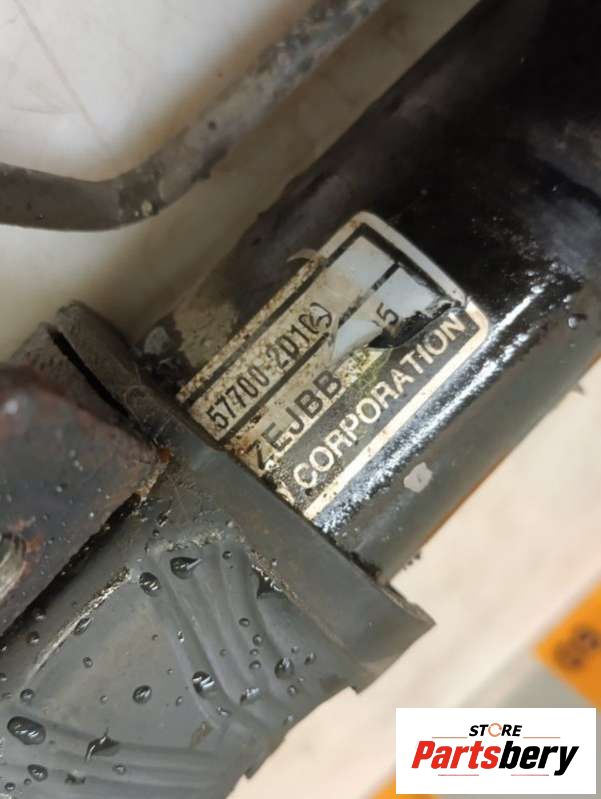 57700-2D1(
ZEJBB 5
CORPORATION
STORE
Partsbery